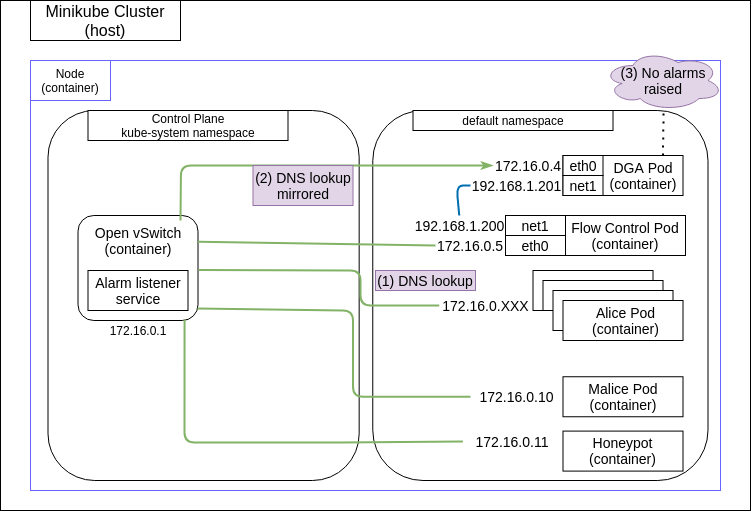 Minikube Cluster
(host)
Node
(container)
(3) No alarms
raised
Control Plane
kube-system namespace
default namespace
(2) DNS lookup
mirrored
172.16.0.4
eth0
192.168.1.201
net1
DGA Pod
(container)
Open vSwitch
(container)
Alarm listener
service
172.16.0.1
192.168.1.200
net1
172.16.0.5
eth0
Flow Control Pod
(container)
(1) DNS lookup
172.16.0.XXX
Alice Pod
(container)
172.16.0.10
Malice Pod
(container)
172.16.0.11
Honeypot
(container)